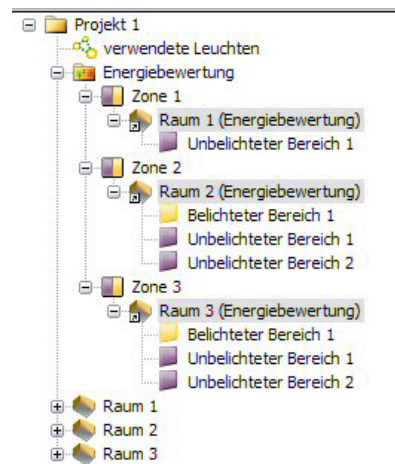 Projekt 1
verwendete Leuchten
Energiebewertung
Zone 1
Raum 1 (Energiebewertung)
Unbelichteter Bereich 1
Zone 2
Raum 2 (Energiebewertung)
Belichteter Bereich 1
Unbelichteter Bereich 1
Unbelichteter Bereich 2
Zone 3
Raum 3 (Energiebewertung)
Belichteter Bereich 1
Unbelichteter Bereich 1
Unbelichteter Bereich 2
Raum 1
Raum 2
Raum 3